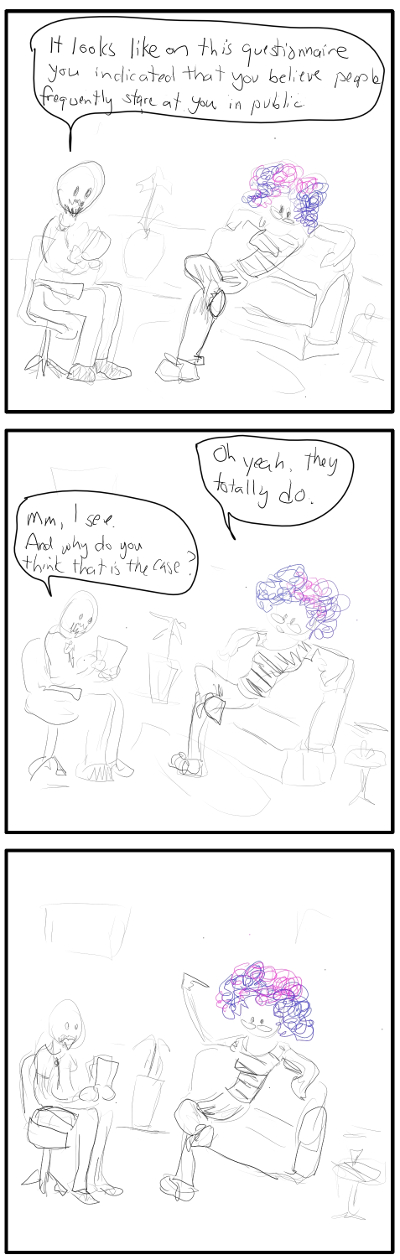 It looks like on this questionnaire
you indicated that you believe people
frequently stare at you in public.
Oh yeah, they
totally do.
Mm, I see.
And why do you
think that is the case?